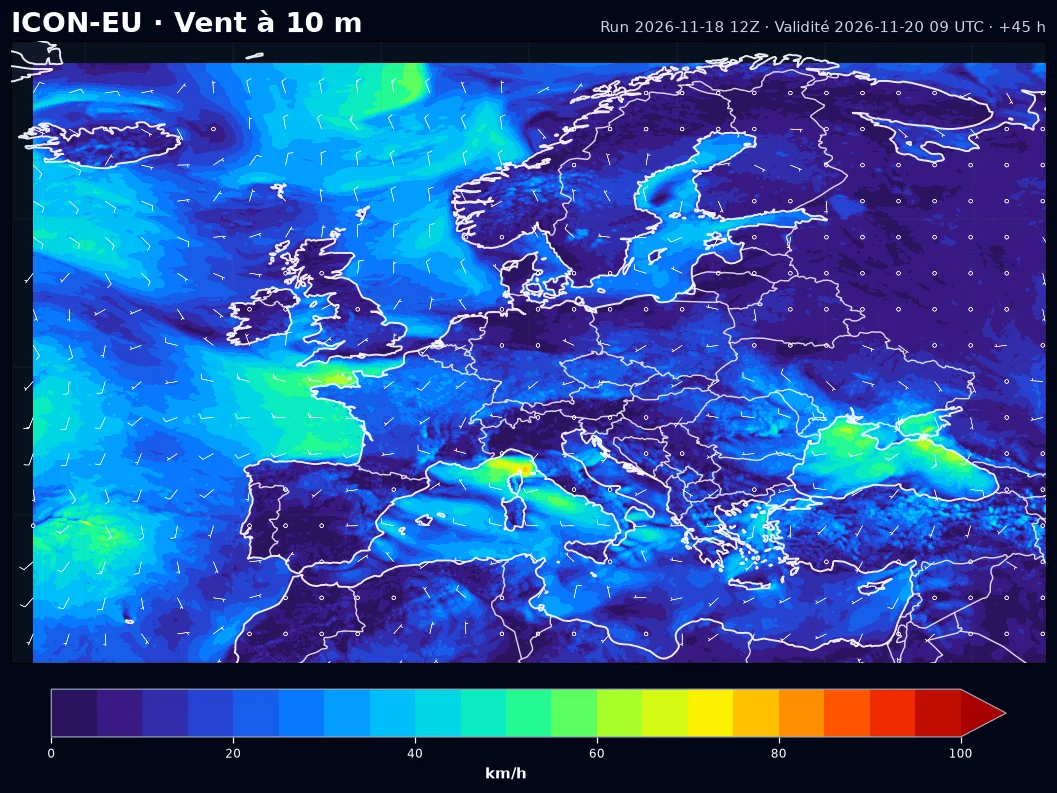 ICON-EU · Vent à 10 m
Run 2026-11-18 12Z · Validité 2026-11-20 09 UTC · +45 h
0 20 40 60 80 100
km/h